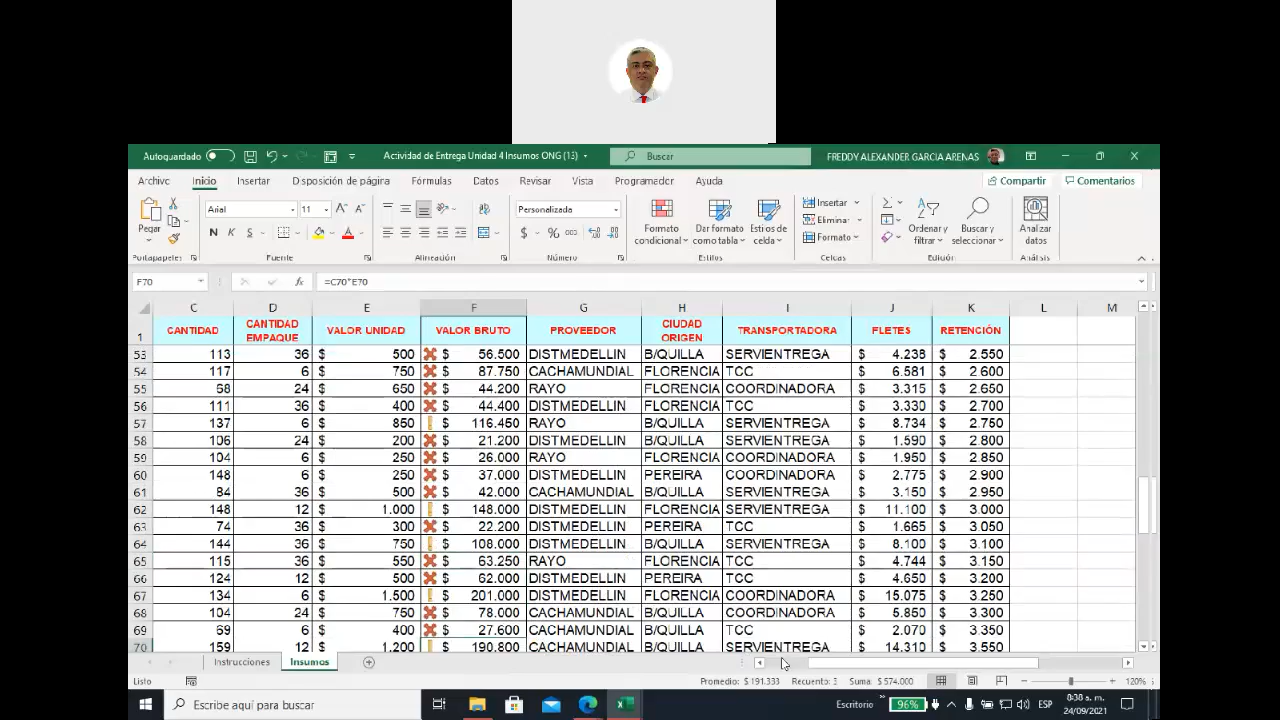 Autoguardado Actividad de Entrega Unidad 4 Insumos ONG (13) Buscar FREDDY ALEXANDER GARCIA ARENAS
Archivo Inicio Insertar Disposición de página Fórmulas Datos Revisar Vista Programador Ayuda Compartir Comentarios
Pegar Arial 11 Personalizada Formato condicional Dar formato como tabla Estilos de celda Insertar Eliminar Formato Ordenar y filtrar Buscar y seleccionar Analizar datos
N K S $ % 000
Portapapeles Fuente Alineación Número Estilos Celdas Edición Análisis
F70 fx =C70*E70
C D E F G H I J K L M
1 CANTIDAD CANTIDAD EMPAQUE VALOR UNIDAD VALOR BRUTO PROVEEDOR CIUDAD ORIGEN TRANSPORTADORA FLETES RETENCIÓN
53 113 36 $ 500 $ 56.500 DISTMEDELLIN B/QUILLA SERVIENTREGA $ 4.238 $ 2.550
54 117 6 $ 750 $ 87.750 CACHAMUNDIAL FLORENCIA TCC $ 6.581 $ 2.600
55 68 24 $ 650 $ 44.200 RAYO FLORENCIA COORDINADORA $ 3.315 $ 2.650
56 111 36 $ 400 $ 44.400 DISTMEDELLIN FLORENCIA TCC $ 3.330 $ 2.700
57 137 6 $ 850 $ 116.450 RAYO B/QUILLA SERVIENTREGA $ 8.734 $ 2.750
58 106 24 $ 200 $ 21.200 DISTMEDELLIN B/QUILLA SERVIENTREGA $ 1.590 $ 2.800
59 104 6 $ 250 $ 26.000 RAYO B/QUILLA COORDINADORA $ 1.950 $ 2.850
60 148 6 $ 250 $ 37.000 DISTMEDELLIN PEREIRA COORDINADORA $ 2.775 $ 2.900
61 84 36 $ 500 $ 42.000 CACHAMUNDIAL B/QUILLA SERVIENTREGA $ 3.150 $ 2.950
62 148 12 $ 1.000 $ 148.000 DISTMEDELLIN FLORENCIA SERVIENTREGA $ 11.100 $ 3.000
63 74 36 $ 300 $ 22.200 DISTMEDELLIN PEREIRA TCC $ 1.665 $ 3.050
64 144 36 $ 750 $ 108.000 DISTMEDELLIN B/QUILLA SERVIENTREGA $ 8.100 $ 3.100
65 115 36 $ 550 $ 63.250 RAYO FLORENCIA TCC $ 4.744 $ 3.150
66 124 12 $ 500 $ 62.000 DISTMEDELLIN PEREIRA TCC $ 4.650 $ 3.200
67 134 6 $ 1.500 $ 201.000 DISTMEDELLIN FLORENCIA COORDINADORA $ 15.075 $ 3.250
68 104 24 $ 750 $ 78.000 CACHAMUNDIAL B/QUILLA COORDINADORA $ 5.850 $ 3.300
69 69 6 $ 400 $ 27.600 CACHAMUNDIAL B/QUILLA TCC $ 2.070 $ 3.350
70 159 12 $ 1.200 $ 190.800 CACHAMUNDIAL B/QUILLA SERVIENTREGA $ 14.310 $ 3.550
Instrucciones Insumos
Listo Promedio: $ 191.333 Recuento: 3 Suma: $ 574.000 120%
Escribe aquí para buscar Escritorio 96% ESP 8:38 a. m.
24/09/2021